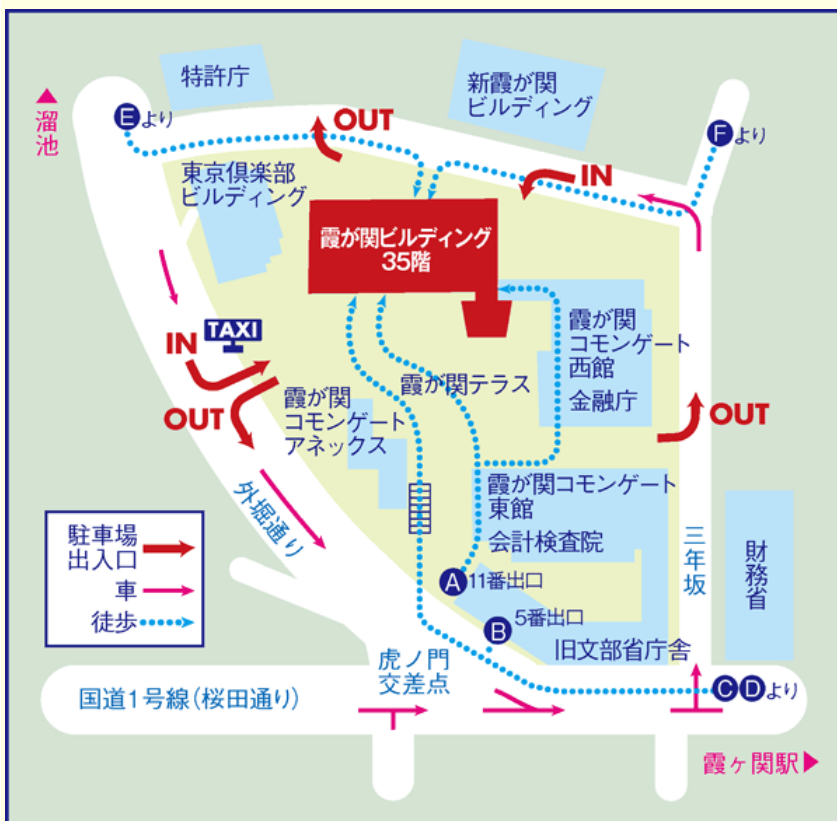 特許庁
新霞が関
ビルディング
溜池
Eより
OUT
Fより
東京倶楽部
ビルディング
IN
霞が関ビルディング
35階
TAXI
IN
OUT
霞が関
コモンゲート
西館
金融庁
霞が関テラス
霞が関
コモンゲート
アネックス
OUT
外堀通り
霞が関コモンゲート
東館
会計検査院
三年坂
財務省
駐車場
出入口
車
徒歩
A 11番出口
B 5番出口
旧文部省庁舎
虎ノ門
交差点
国道1号線(桜田通り)
C Dより
霞ヶ関駅